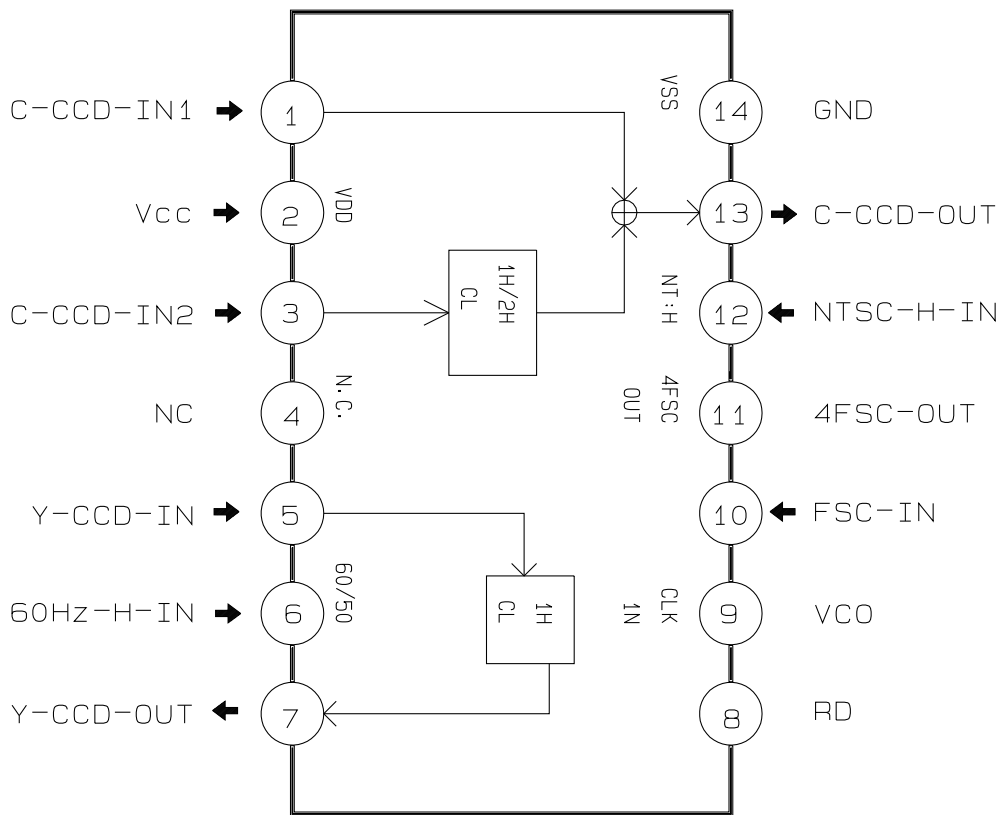 C-CCD-IN1
1
VSS
14
GND
Vcc
2
VDD
13
C-CCD-OUT
C-CCD-IN2
3
1H/2H
CL
NT:H
12
NTSC-H-IN
NC
4
N.C.
4FSC
OUT
11
4FSC-OUT
Y-CCD-IN
5
10
FSC-IN
60Hz-H-IN
6
60/50
1H
CL
CLK
1N
9
VCO
Y-CCD-OUT
7
8
RD